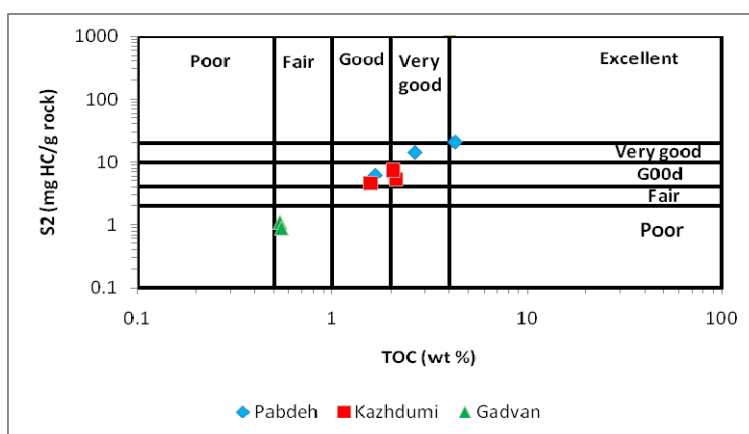 1000
100
10
1
0.1
S2 (mg HC/g rock)
Poor
Fair
Good
Very
good
Excellent
Very good
G00d
Fair
Poor
0.1
1
10
100
TOC (wt %)
Pabdeh
Kazhdumi
Gadvan